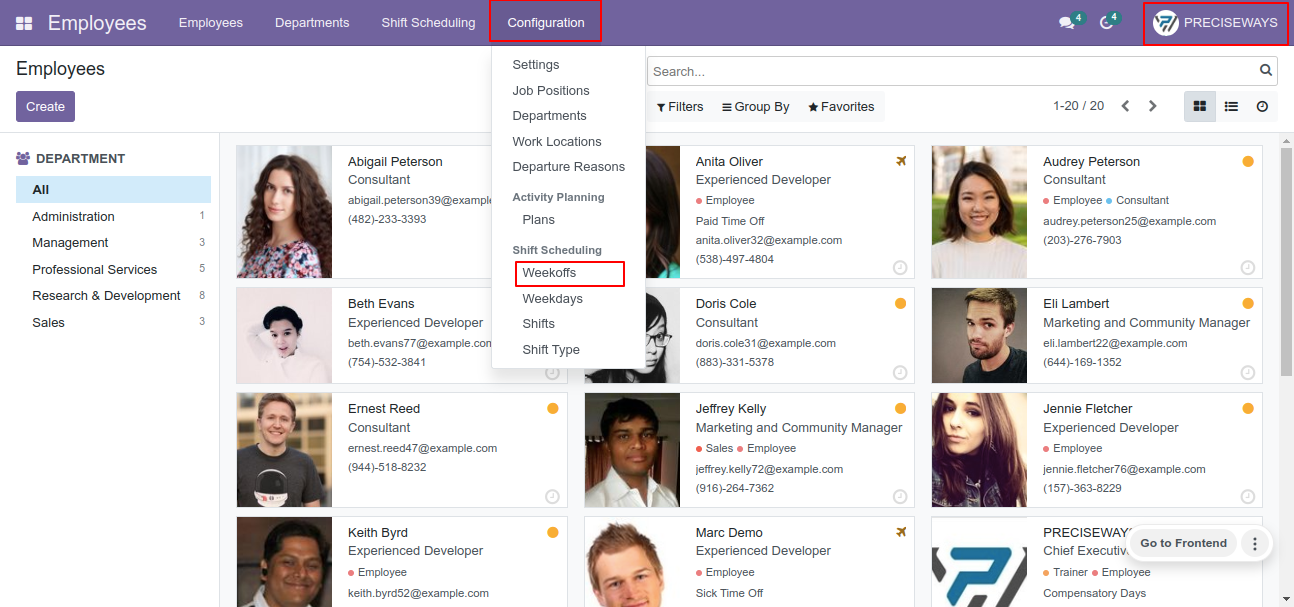 Employees Employees Departments Shift Scheduling Configuration 4 4 PRECISEWAYS
Employees
Search...
Create
Filters Group By Favorites 1-20 / 20
Settings
Job Positions
Departments
Work Locations
Departure Reasons
Activity Planning
Plans
Shift Scheduling
Weekoffs
Weekdays
Shifts
Shift Type
DEPARTMENT
All
Administration 1
Management 3
Professional Services 5
Research & Development 8
Sales 3
Abigail Peterson
Consultant
abigail.peterson39@example
(482)-233-3393
Anita Oliver
Experienced Developer
Employee
Paid Time Off
anita.oliver32@example.com
(538)-497-4804
Audrey Peterson
Consultant
Employee Consultant
audrey.peterson25@example.com
(203)-276-7903
Beth Evans
Experienced Developer
beth.evans77@example.com
(754)-532-3841
Doris Cole
Consultant
doris.cole31@example.com
(883)-331-5378
Eli Lambert
Marketing and Community Manager
eli.lambert22@example.com
(644)-169-1352
Ernest Reed
Consultant
ernest.reed47@example.com
(944)-518-8232
Jeffrey Kelly
Marketing and Community Manager
Sales Employee
jeffrey.kelly72@example.com
(916)-264-7362
Jennie Fletcher
Experienced Developer
Employee
jennie.fletcher76@example.com
(157)-363-8229
Keith Byrd
Experienced Developer
Employee
keith.byrd52@example.com
Marc Demo
Experienced Developer
Employee
Sick Time Off
PRECISEWAYS
Chief Executive
Trainer Employee
Compensatory Days
Go to Frontend